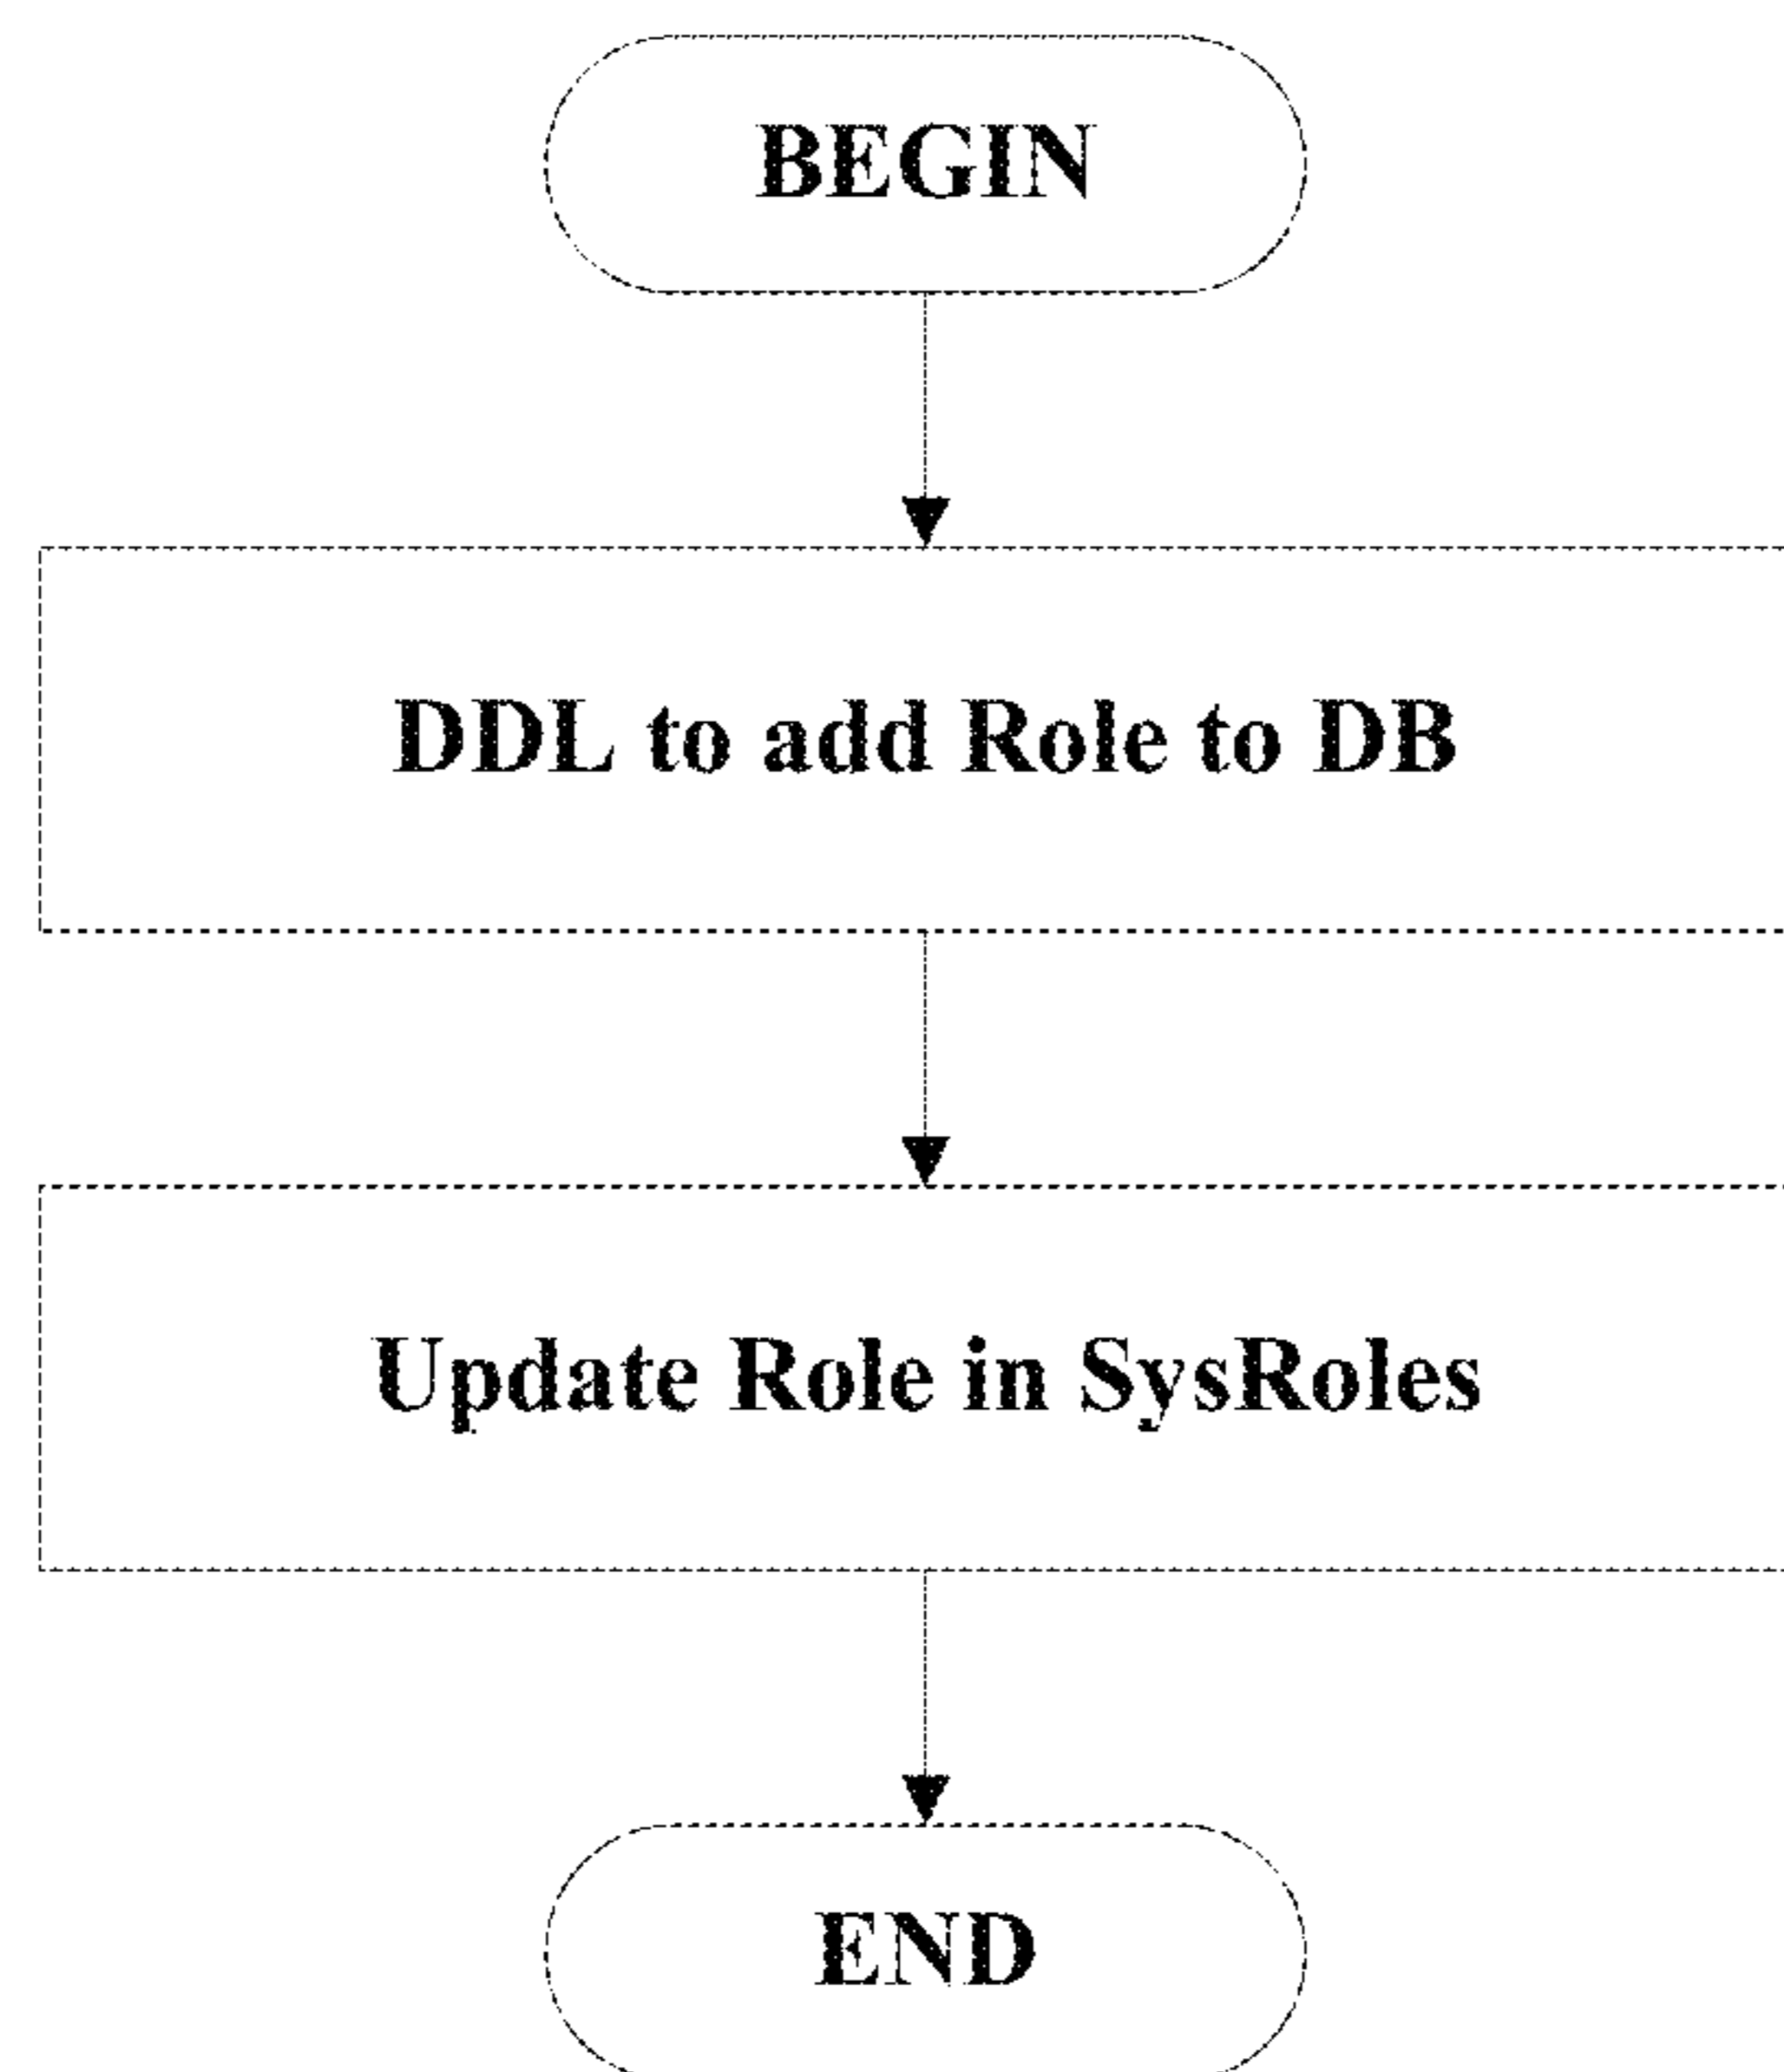 BEGIN
DDL to add Role to DB
Update Role in SysRoles
END